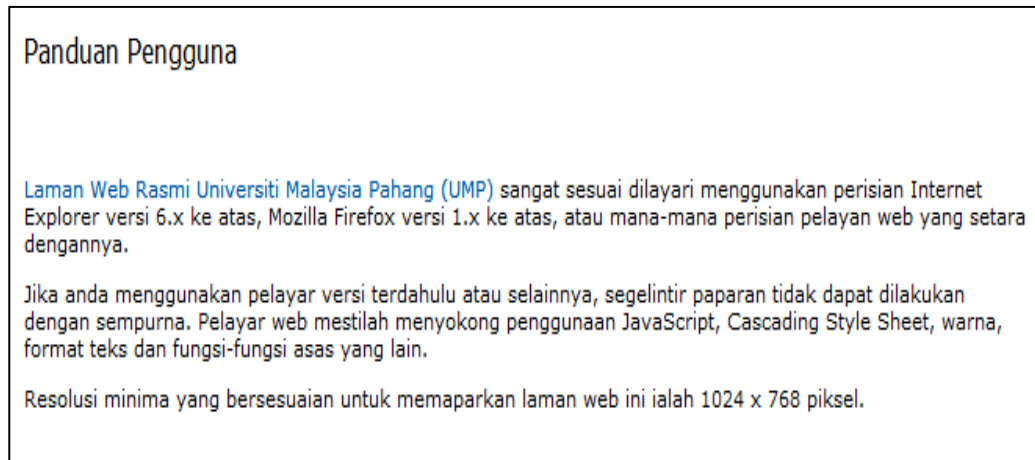 Panduan Pengguna
Laman Web Rasmi Universiti Malaysia Pahang (UMP) sangat sesuai dilayari menggunakan perisian Internet
Explorer versi 6.x ke atas, Mozilla Firefox versi 1.x ke atas, atau mana-mana perisian pelayan web yang setara
dengannya.
Jika anda menggunakan pelayar versi terdahulu atau selainnya, segelintir paparan tidak dapat dilakukan
dengan sempurna. Pelayar web mestilah menyokong penggunaan JavaScript, Cascading Style Sheet, warna,
format teks dan fungsi-fungsi asas yang lain.
Resolusi minima yang bersesuaian untuk memaparkan laman web ini ialah 1024 x 768 piksel.